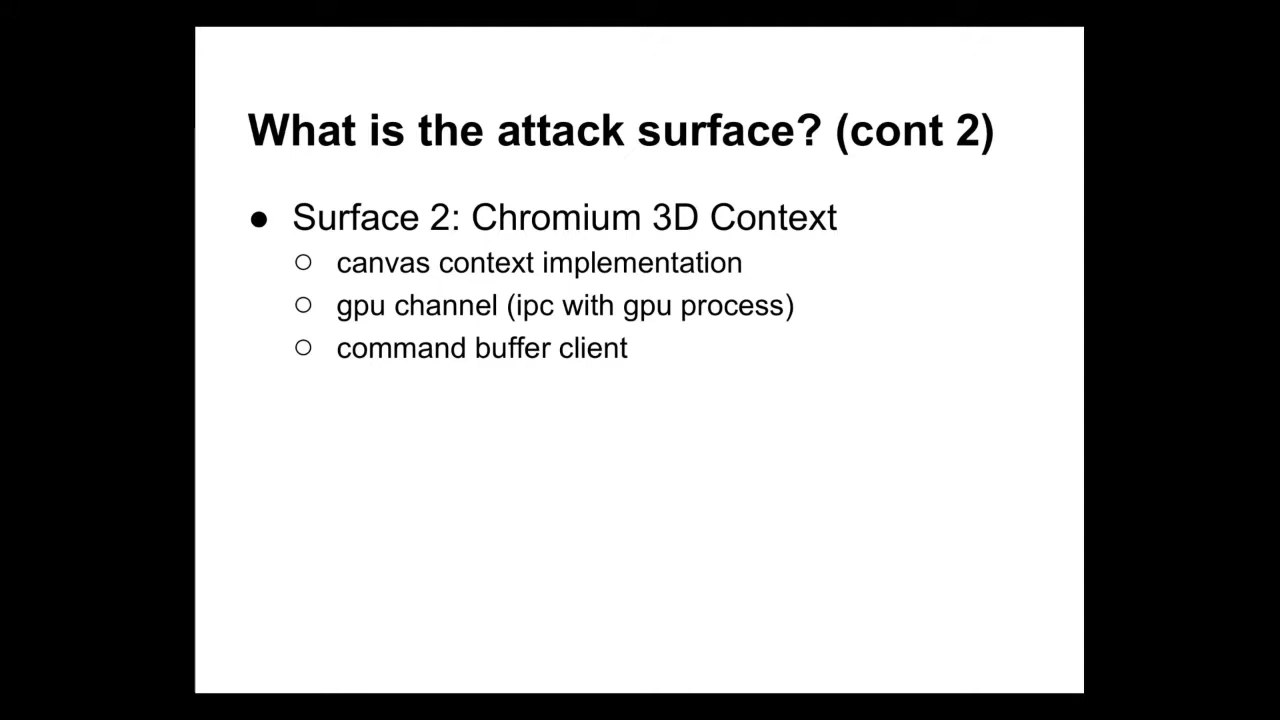 What is the attack surface? (cont 2)
● Surface 2: Chromium 3D Context
○ canvas context implementation
○ gpu channel (ipc with gpu process)
○ command buffer client